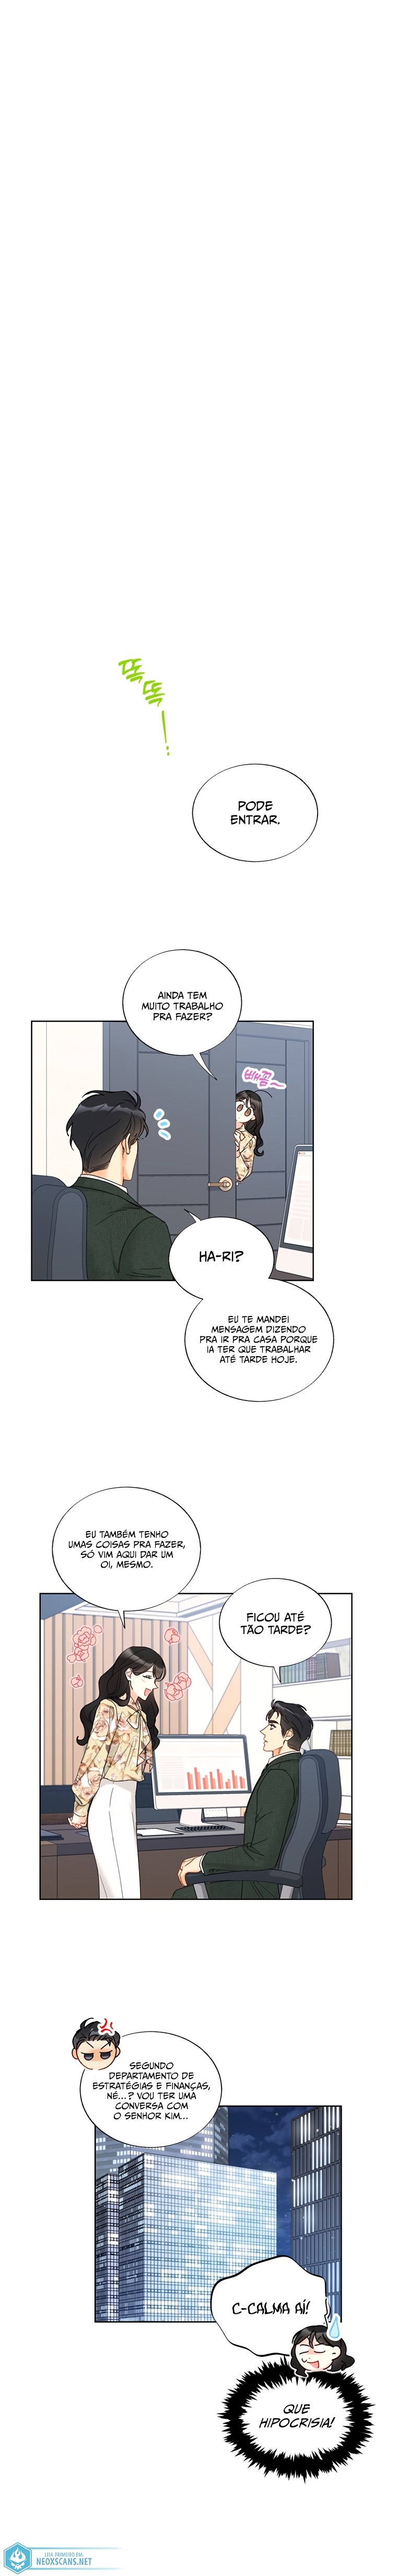 똑
똑
PODE
ENTRAR.
AINDA TEM
MUITO TRABALHO
PRA FAZER?
빼꼼~
HA-RI?
EU TE MANDEI
MENSAGEM DIZENDO
PRA IR PRA CASA PORQUE
IA TER QUE TRABALHAR
ATÉ TARDE HOJE.
EU TAMBÉM TENHO
UMAS COISAS PRA FAZER,
SÓ VIM AQUI DAR UM
OI, MESMO.
FICOU ATÉ
TÃO TARDE?
SEGUNDO
DEPARTAMENTO DE
ESTRATÉGIAS E FINANÇAS,
NÉ...? VOU TER UMA
CONVERSA COM
O SENHOR KIM...
C-CALMA AÍ!
QUE
HIPOCRISIA!
LEIA PRIMEIRO EM:
NEOXSCANS.NET